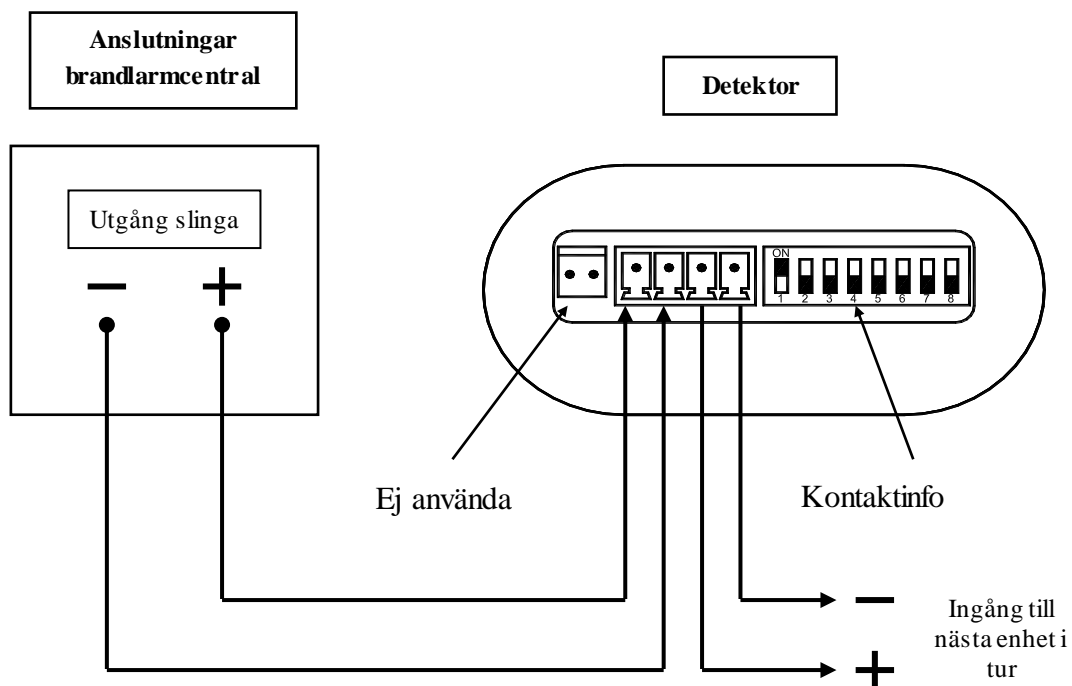 Anslutningar
brandlarmcentral
Detektor
Utgång slinga
− +
ON
1 2 3 4 5 6 7 8
Ej använda
Kontaktinfo
−
+
Ingång till
nästa enhet i
tur